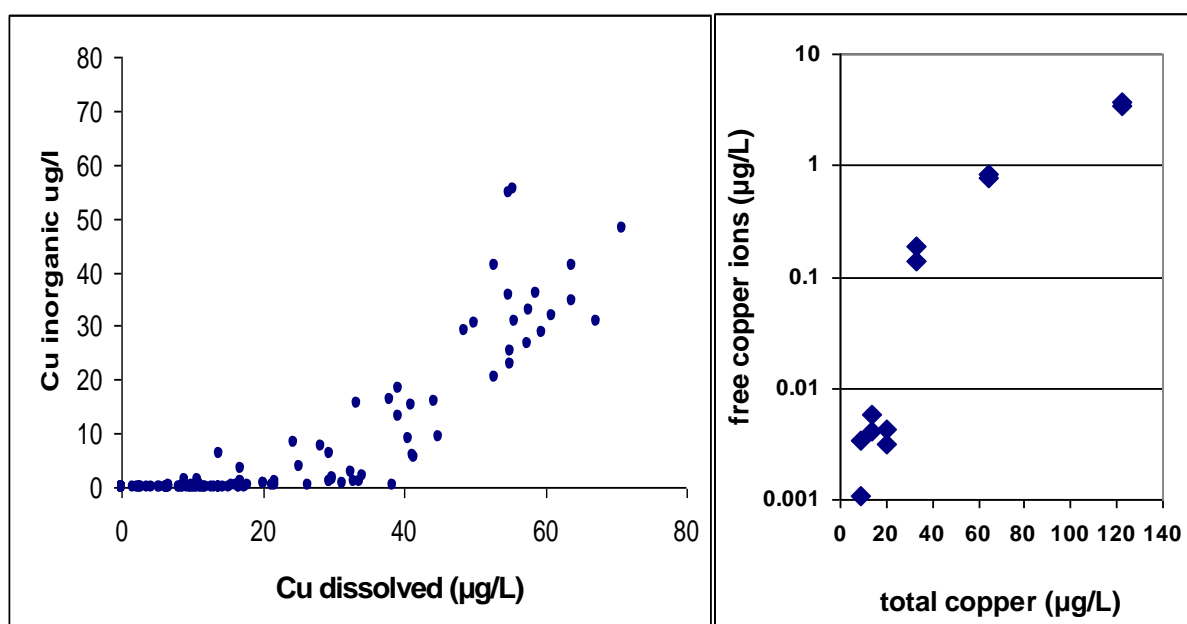 80
70
60
50
40
30
20
10
0
Cu inorganic ug/l
0 20 40 60 80
Cu dissolved (µg/L)
10
1
0.1
0.01
0.001
free copper ions (µg/L)
0 20 40 60 80 100 120 140
total copper (µg/L)